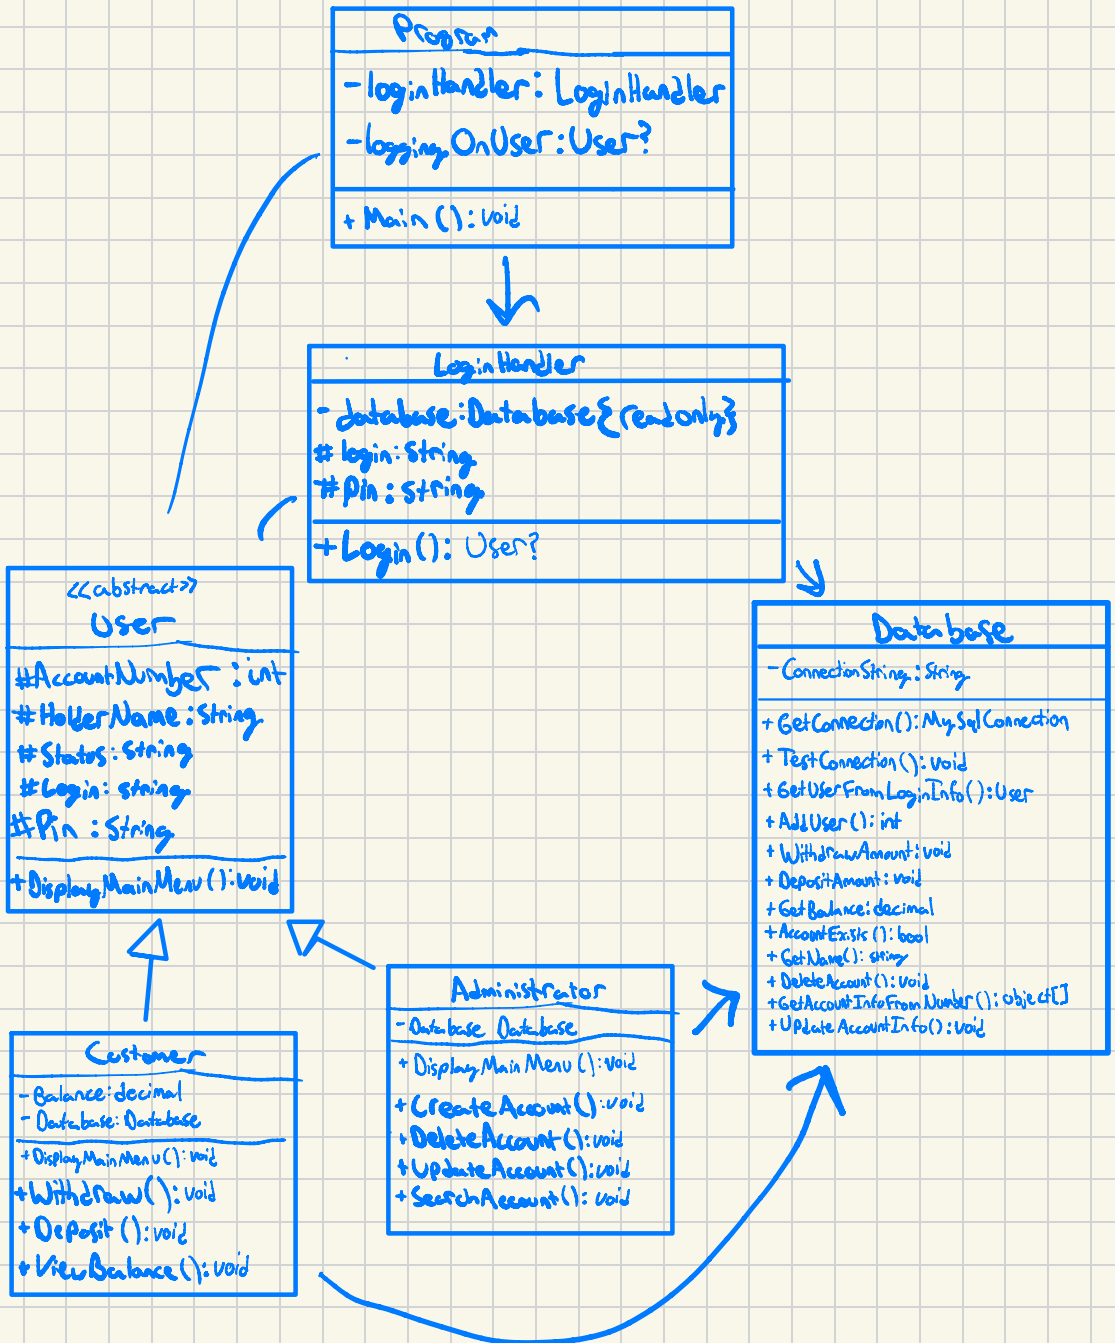 Program
-loginHandler: LoginHandler
-loggingOnUser: User?
+ Main (): void
LoginHandler
- database: Database {readonly}
# login: String
# Pin: String
+ Login(): User?
<<abstract>>
User
#AccountNumber: int
#HolderName: String
#Status: String
#Login: string
#Pin: String
+DisplayMainMenu(): void
Database
- ConnectionString: String
+ GetConnection(): MySqlConnection
+ TestConnection(): void
+ GetUserFromLoginInfo(): User
+ AddUser(): int
+ WithdrawAmount: void
+ DepositAmount: void
+ GetBalance: decimal
+ AccountExists(): bool
+ GetName(): string
+ DeleteAccount(): void
+ GetAccountInfoFromNumber(): object[]
+ UpdateAccountInfo(): void
Administrator
- Database Database
+ DisplayMainMenu(): void
+ CreateAccount(): void
+ DeleteAccount(): void
+ UpdateAccount(): void
+ SearchAccount(): void
Customer
- Balance: decimal
- Database: Database
+ DisplayMainMenu(): void
+ Withdraw(): void
+ Deposit(): void
+ ViewBalance(): void